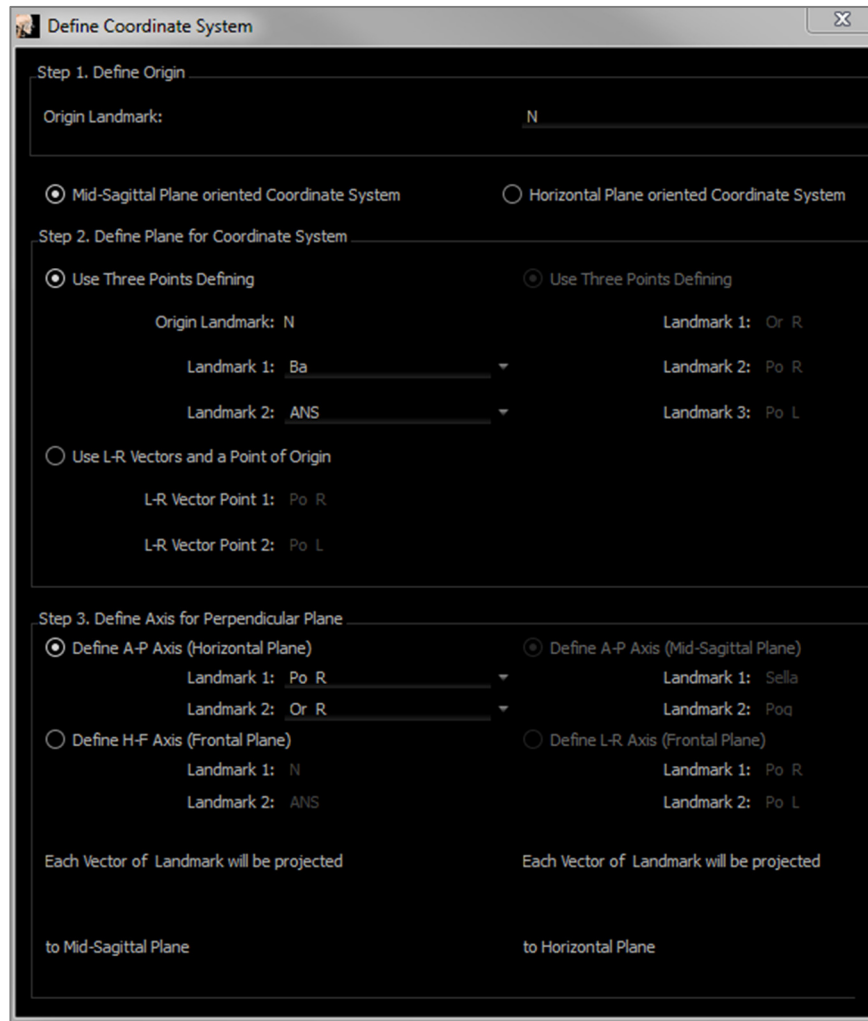 Define Coordinate System
Step 1. Define Origin
Origin Landmark: N
Mid-Sagittal Plane oriented Coordinate System Horizontal Plane oriented Coordinate System
Step 2. Define Plane for Coordinate System
Use Three Points Defining Use Three Points Defining
Origin Landmark: N Landmark 1: Or R
Landmark 1: Ba Landmark 2: Po R
Landmark 2: ANS Landmark 3: Po L
Use L-R Vectors and a Point of Origin
L-R Vector Point 1: Po R
L-R Vector Point 2: Po L
Step 3. Define Axis for Perpendicular Plane
Define A-P Axis (Horizontal Plane) Define A-P Axis (Mid-Sagittal Plane)
Landmark 1: Po R Landmark 1: Sella
Landmark 2: Or R Landmark 2: Pog
Define H-F Axis (Frontal Plane) Define L-R Axis (Frontal Plane)
Landmark 1: N Landmark 1: Po R
Landmark 2: ANS Landmark 2: Po L
Each Vector of Landmark will be projected Each Vector of Landmark will be projected
to Mid-Sagittal Plane to Horizontal Plane